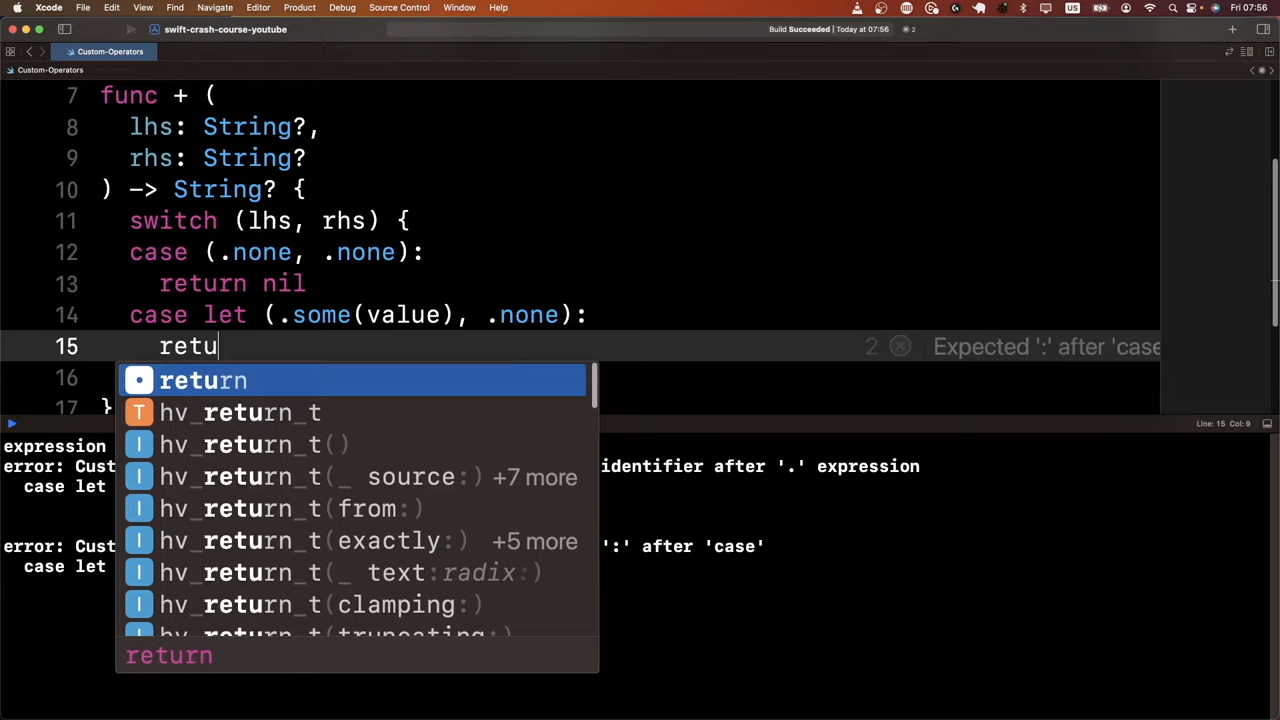 Xcode File Edit View Find Navigate Editor Product Debug Source Control Window Help Fri 07:56
swift-crash-course-youtube Build Succeeded | Today at 07:56 2
Custom-Operators
Custom-Operators
7 func + (
8 lhs: String?,
9 rhs: String?
10 ) -> String? {
11 switch (lhs, rhs) {
12 case (.none, .none):
13 return nil
14 case let (.some(value), .none):
15 retu 2 Expected ':' after 'case
16
17 }
return
hv_return_t
hv_return_t()
hv_return_t(_ source:) +7 more
hv_return_t(from:)
hv_return_t(exactly:) +5 more
hv_return_t(_ text:radix:)
hv_return_t(clamping:)
hv_return_t(truncating:)
return
Line: 15 Col: 9
expression
error: Cust identifier after '.' expression
case let
error: Cust ':' after 'case'
case let